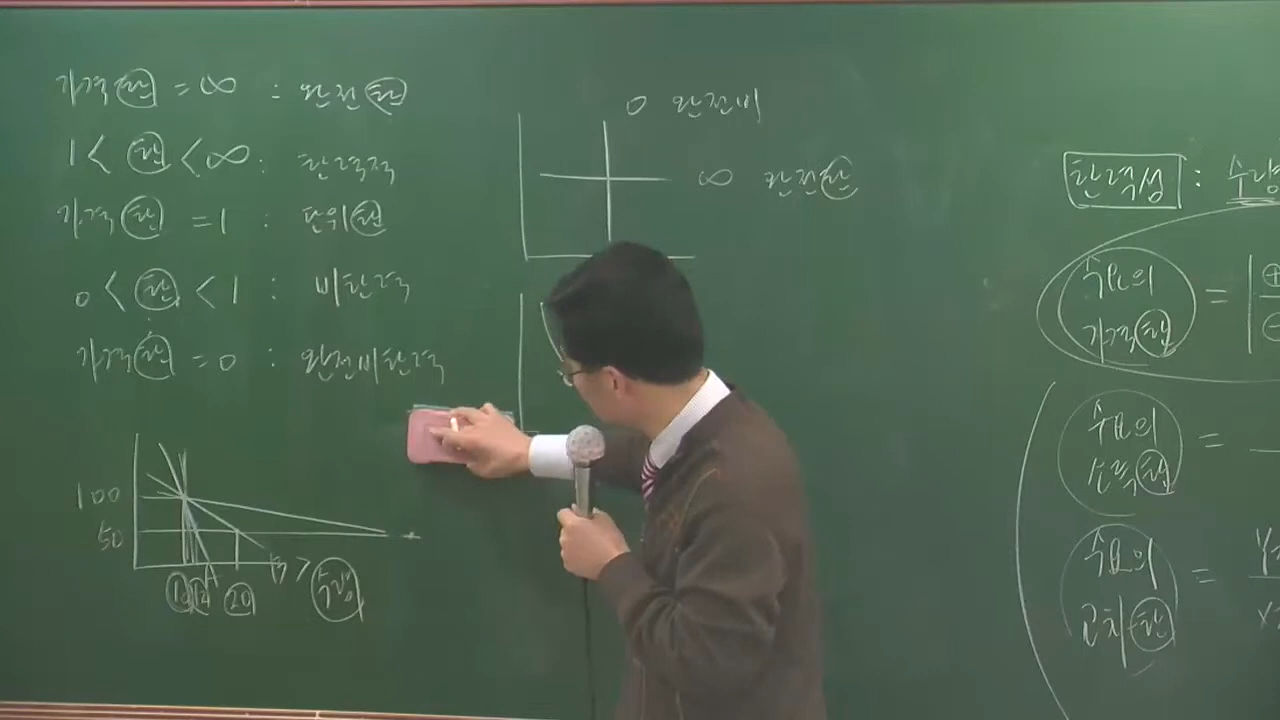 가격탄 = ∞ : 완전탄
1 < 탄 < ∞ : 탄력적
가격탄 = 1 : 단위탄
0 < 탄 < 1 : 비탄력
가격탄 = 0 : 완전비탄력
100
50
20
수량
0 완전비
∞ 완전탄
탄력성 : 수량
수요의 가격탄 =
수요의 소득탄 =
수요의 교차탄 =